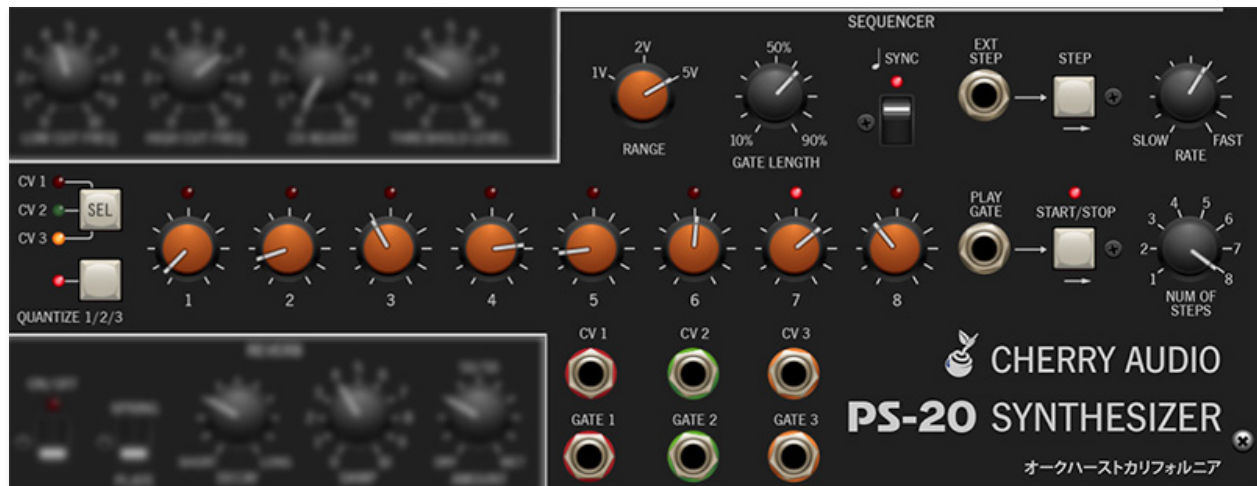 SEQUENCER
1V
2V
5V
RANGE
10%
50%
90%
GATE LENGTH
SYNC
EXT
STEP
STEP
SLOW
FAST
RATE
CV 1
CV 2
CV 3
SEL
QUANTIZE 1/2/3
1
2
3
4
5
6
7
8
PLAY
GATE
START/STOP
1
2
3
4
5
6
7
8
NUM OF
STEPS
CV 1
CV 2
CV 3
GATE 1
GATE 2
GATE 3
CHERRY AUDIO
PS-20 SYNTHESIZER
オークハーストカリフォルニア